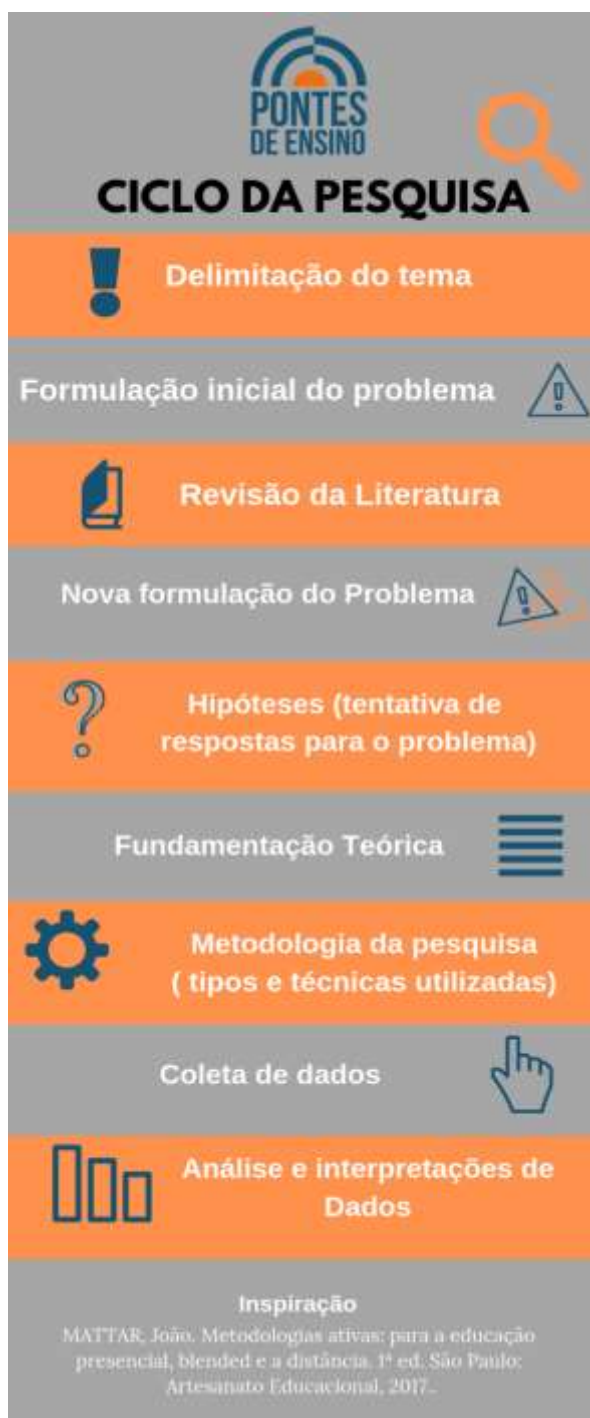 PONTES
DE ENSINO
CICLO DA PESQUISA
Delimitação do tema
Formulação inicial do problema
Revisão da Literatura
Nova formulação do Problema
Hipóteses (tentativa de
respostas para o problema)
Fundamentação Teórica
Metodologia da pesquisa
( tipos e técnicas utilizadas)
Coleta de dados
Análise e interpretações de
Dados
Inspiração
MATTAR, João. Metodologias ativas: para a educação
presencial, blended e a distância. 1ª ed. São Paulo:
Artesanato Educacional, 2017..